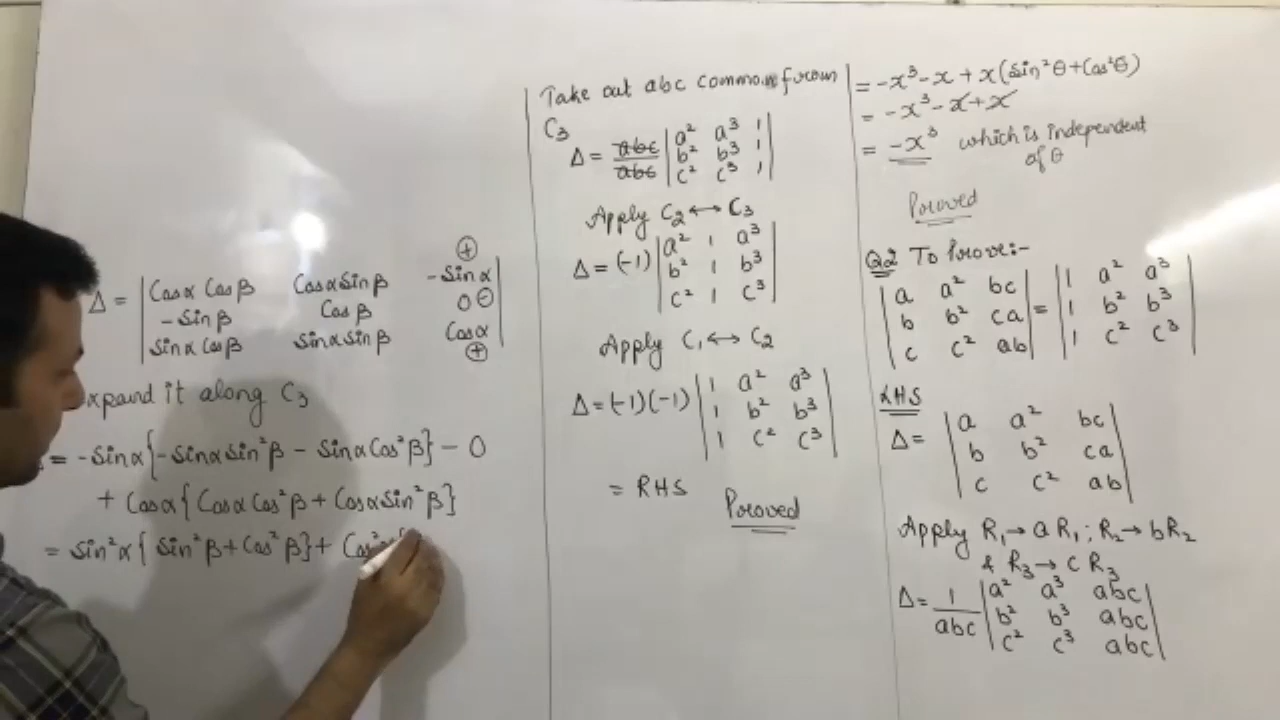 Δ = | Cosα Cosβ Cosα Sinβ -Sinα |
| -Sinβ Cosβ 0 |
| Sinα Cosβ Sinα Sinβ Cosα |
⊕
⊖
⊕
xpand it along C₃
= -Sinα{-Sinα Sin²β - Sinα Cos²β} - 0
+ Cosα{Cosα Cos²β + Cosα Sin²β}
= Sin²α{Sin²β + Cos²β} + Cos²α{
Take out abc common from
C₃
Δ = abc/abc | a² a³ 1 |
| b² b³ 1 |
| c² c³ 1 |
Apply C₂ ↔ C₃
Δ = (-1) | a² 1 a³ |
| b² 1 b³ |
| c² 1 c³ |
Apply C₁ ↔ C₂
Δ = (-1)(-1) | 1 a² a³ |
| 1 b² b³ |
| 1 c² c³ |
= RHS
Proved
= -x³ - x + x(Sin²θ + Cos²θ)
= -x³ - x + x
= -x³ which is independent
of θ
Proved
Q2 To Prove:-
| a a² bc | = | 1 a² a³ |
| b b² ca | | 1 b² b³ |
| c c² ab | | 1 c² c³ |
LHS
Δ = | a a² bc |
| b b² ca |
| c c² ab |
Apply R₁ → aR₁ ; R₂ → bR₂
& R₃ → cR₃
Δ = 1/abc | a² a³ abc |
| b² b³ abc |
| c² c³ abc |